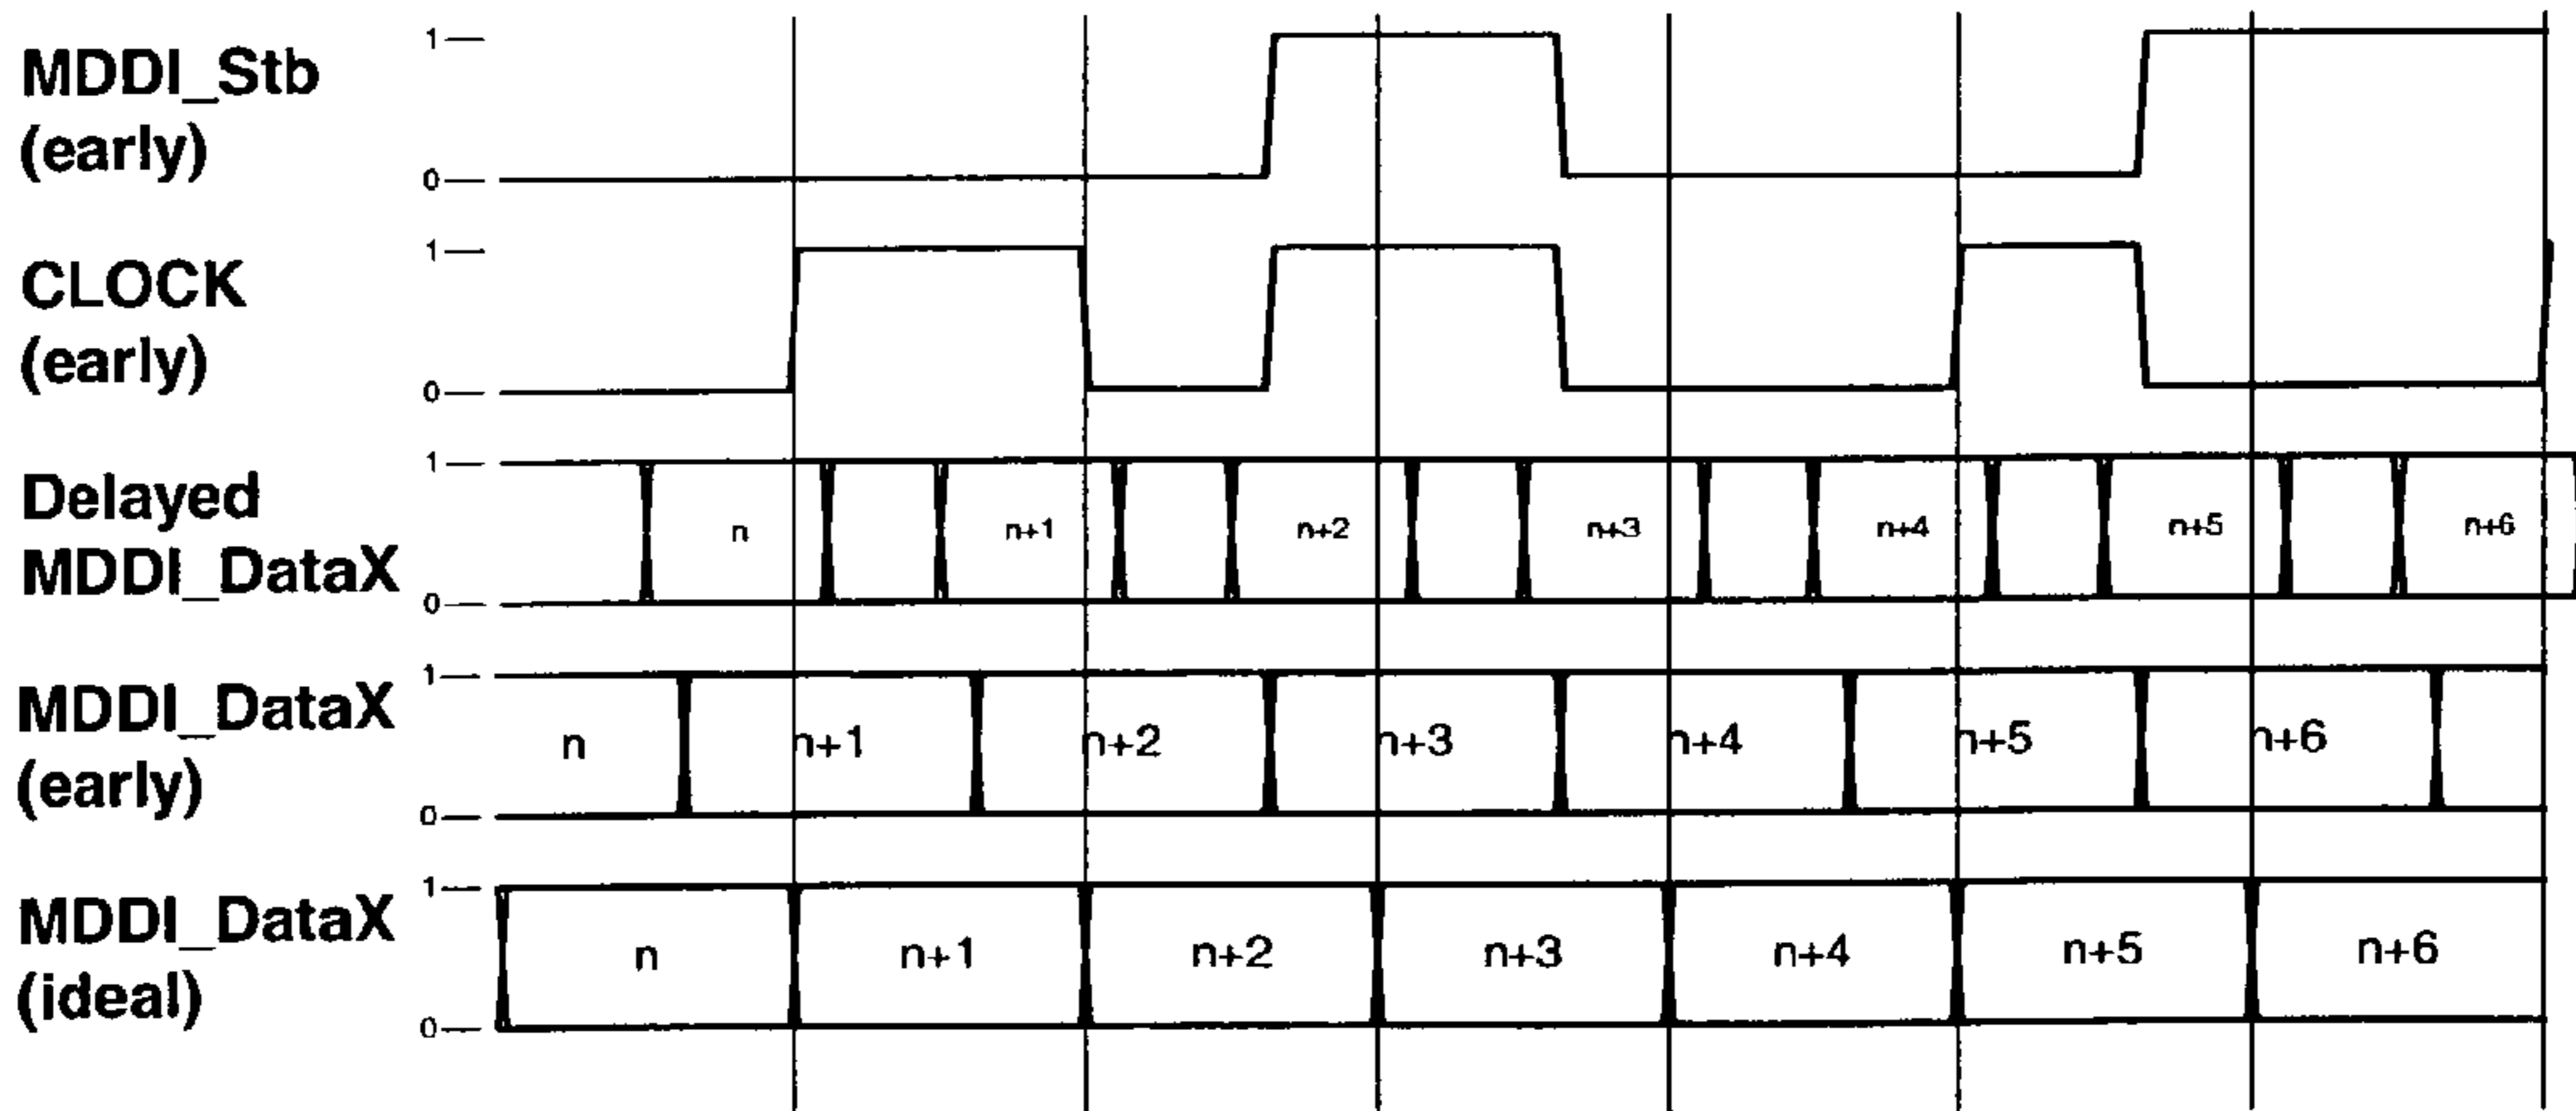 MDDI_Stb
(early)
1
0
CLOCK
(early)
1
0
Delayed
MDDI_DataX
1
0
n n+1 n+2 n+3 n+4 n+5 n+6
MDDI_DataX
(early)
1
0
n n+1 n+2 n+3 n+4 n+5 n+6
MDDI_DataX
(ideal)
1
0
n n+1 n+2 n+3 n+4 n+5 n+6